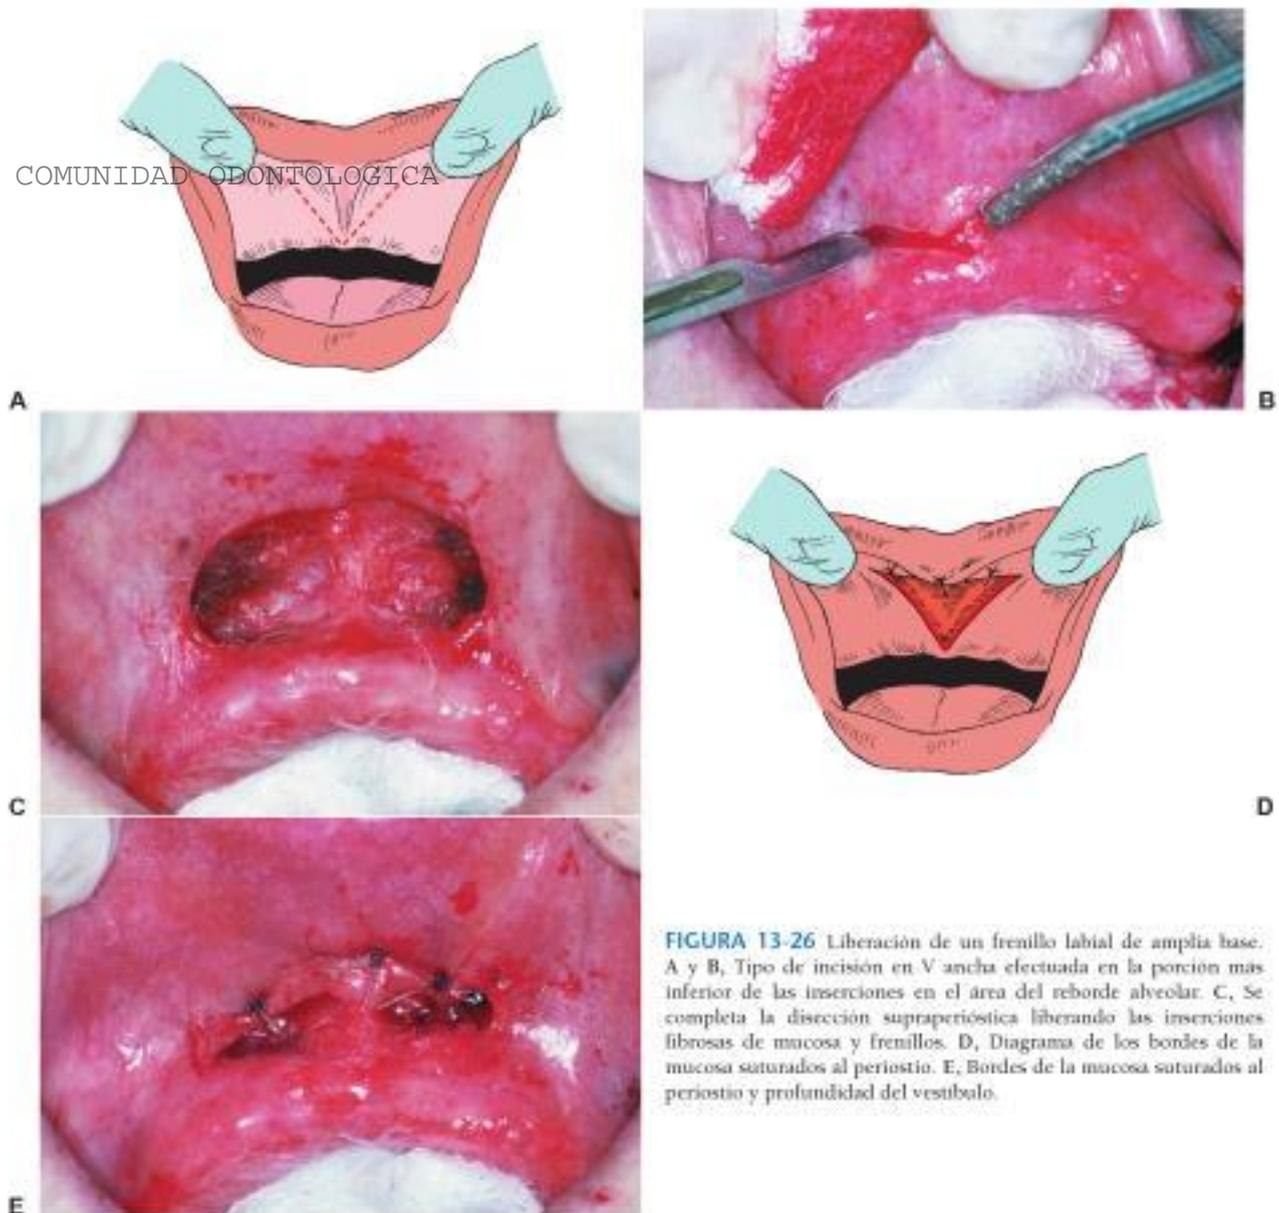 COMUNIDAD ODONTOLOGICA
A
B
C
D
E
FIGURA 13-26 Liberación de un frenillo labial de amplia base.
A y B, Tipo de incisión en V ancha efectuada en la porción más
inferior de las inserciones en el área del reborde alveolar. C, Se
completa la disección supraperióstica liberando las inserciones
fibrosas de mucosa y frenillos. D, Diagrama de los bordes de la
mucosa suturados al periostio. E, Bordes de la mucosa suturados al
periostio y profundidad del vestíbulo.